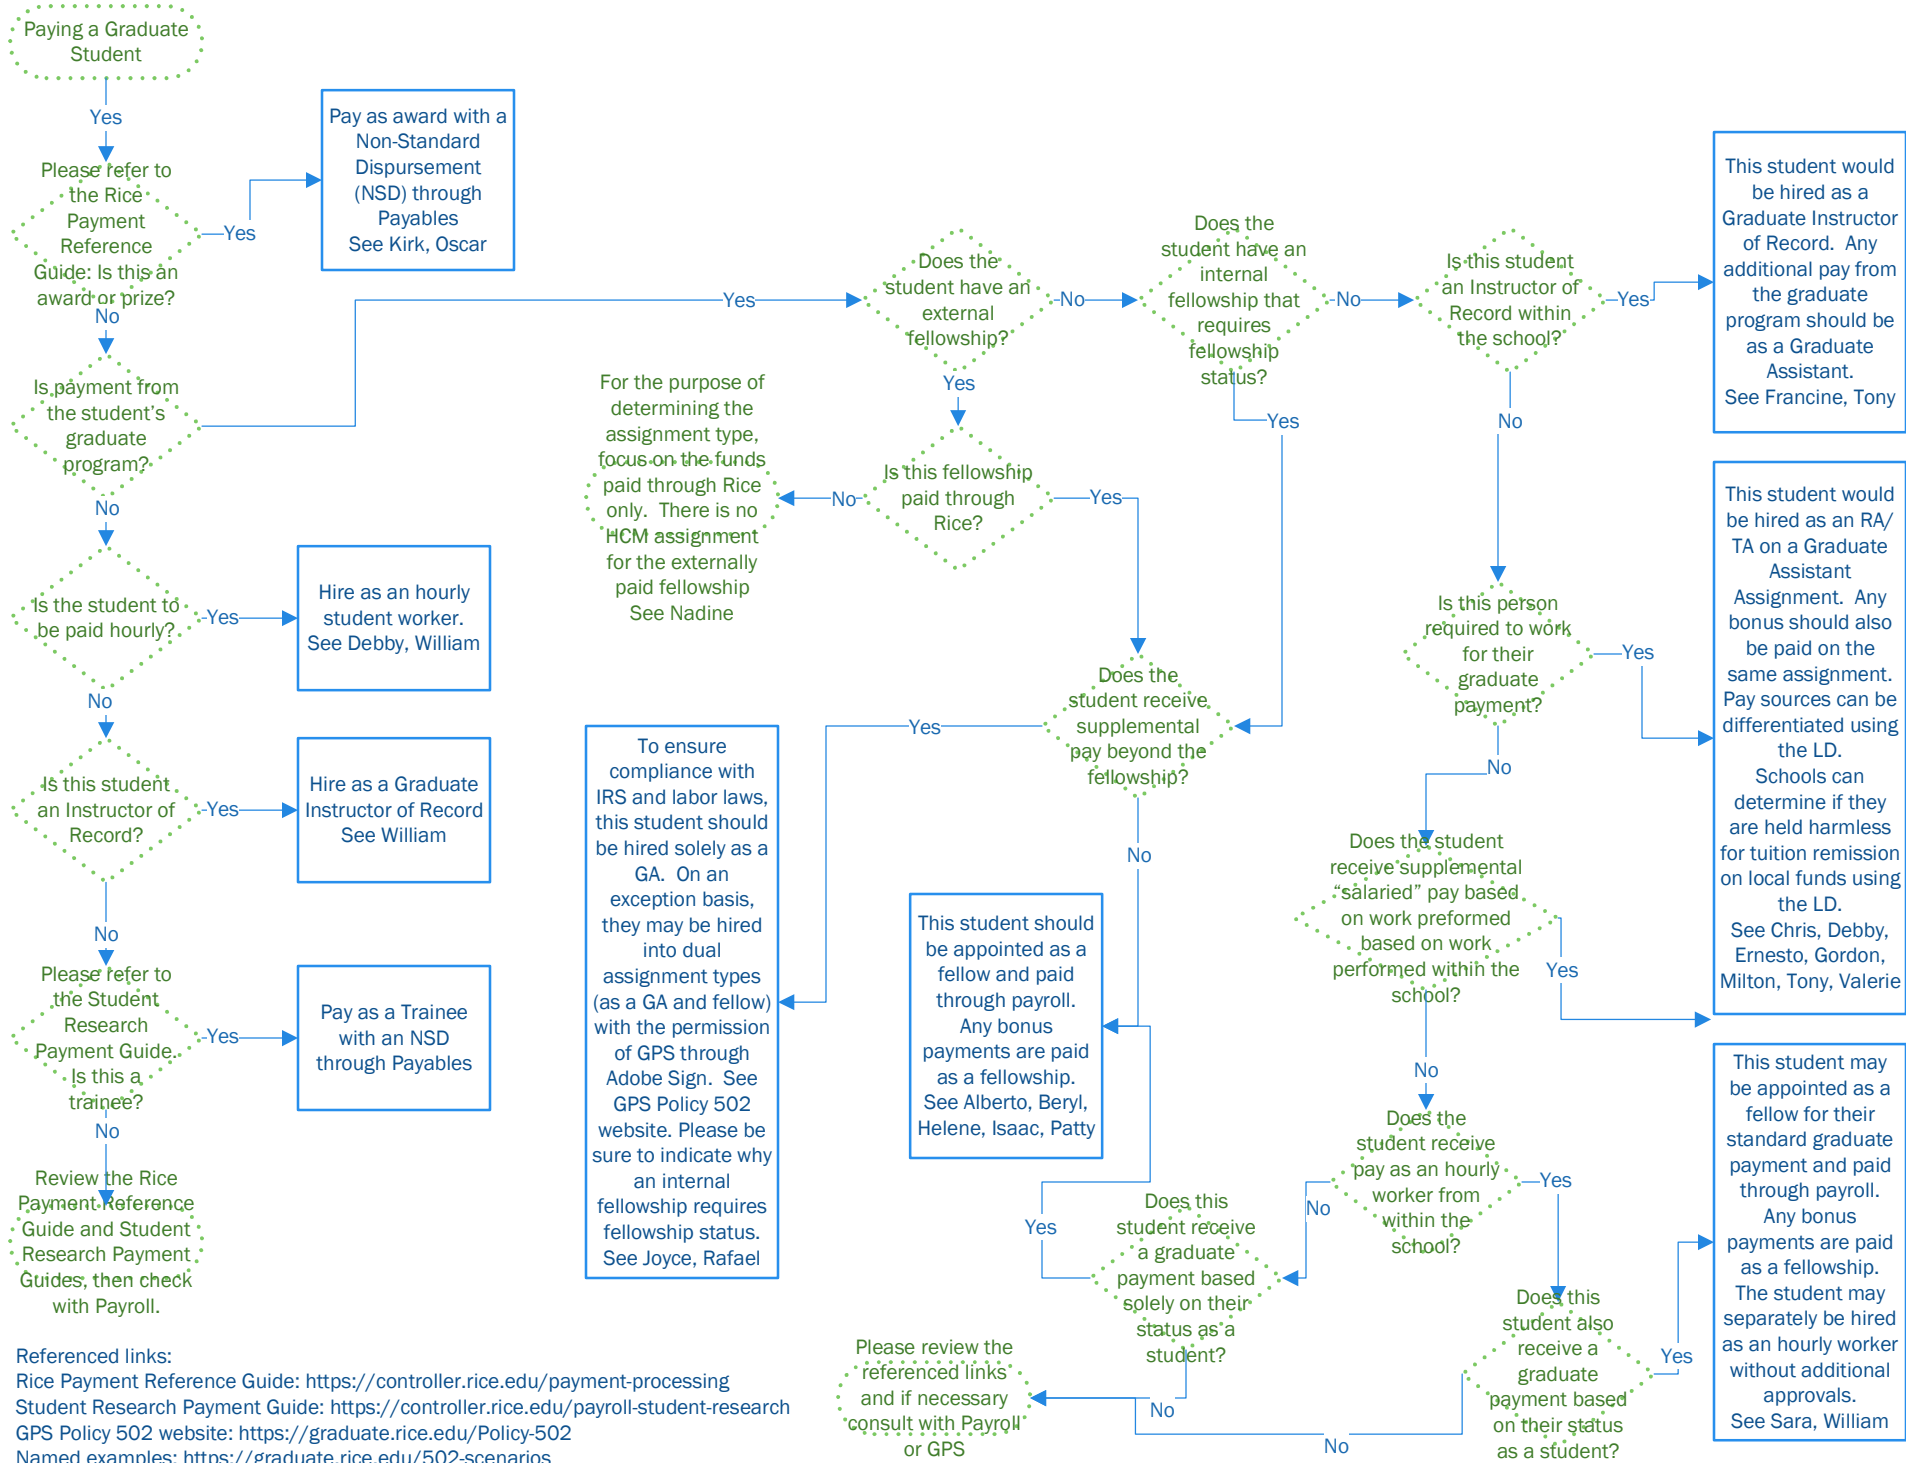 Paying a Graduate
Student
Yes
Please refer to
the Rice
Payment
Reference
Guide: Is this an
award or prize?
Yes
Pay as award with a
Non-Standard
Dispursement
(NSD) through
Payables
See Kirk, Oscar
No
Is payment from
the student's
graduate
program?
Yes
No
Is the student to
be paid hourly?
Yes
Hire as an hourly
student worker.
See Debby, William
No
Is this student
an Instructor of
Record?
Yes
Hire as a Graduate
Instructor of Record
See William
No
Please refer to
the Student
Research
Payment Guide.
Is this a
trainee?
Yes
Pay as a Trainee
with an NSD
through Payables
No
Review the Rice
Payment Reference
Guide and Student
Research Payment
Guides, then check
with Payroll.
Does the
student have an
external
fellowship?
No
Yes
Is this fellowship
paid through
Rice?
No
For the purpose of
determining the
assignment type,
focus on the funds
paid through Rice
only.  There is no
HCM assignment
for the externally
paid fellowship
See Nadine
Yes
Does the
student have an
internal
fellowship that
requires
fellowship
status?
No
Yes
Does the
student receive
supplemental
pay beyond the
fellowship?
Yes
To ensure
compliance with
IRS and labor laws,
this student should
be hired solely as a
GA.  On an
exception basis,
they may be hired
into dual
assignment types
(as a GA and fellow)
with the permission
of GPS through
Adobe Sign.  See
GPS Policy 502
website. Please be
sure to indicate why
an internal
fellowship requires
fellowship status.
See Joyce, Rafael
No
This student should
be appointed as a
fellow and paid
through payroll.
Any bonus
payments are paid
as a fellowship.
See Alberto, Beryl,
Helene, Isaac, Patty
Is this student
an Instructor of
Record within
the school?
Yes
This student would
be hired as a
Graduate Instructor
of Record.  Any
additional pay from
the graduate
program should be
as a Graduate
Assistant.
See Francine, Tony
No
Is this person
required to work
for their
graduate
payment?
Yes
This student would
be hired as an RA/
TA on a Graduate
Assistant
Assignment.  Any
bonus should also
be paid on the
same assignment.
Pay sources can be
differentiated using
the LD.
Schools can
determine if they
are held harmless
for tuition remission
on local funds using
the LD.
See Chris, Debby,
Ernesto, Gordon,
Milton, Tony, Valerie
No
Does the student
receive supplemental
“salaried” pay based
on work preformed
based on work
performed within the
school?
Yes
No
Does the
student receive
pay as an hourly
worker from
within the
school?
Yes
No
Does this
student receive
a graduate
payment based
solely on their
status as a
student?
Yes
No
Please review the
referenced links
and if necessary
consult with Payroll
or GPS
Does this
student also
receive a
graduate
payment based
on their status
as a student?
Yes
No
This student may
be appointed as a
fellow for their
standard graduate
payment and paid
through payroll.
Any bonus
payments are paid
as a fellowship.
The student may
separately be hired
as an hourly worker
without additional
approvals.
See Sara, William
Referenced links:
Rice Payment Reference Guide: https://controller.rice.edu/payment-processing
Student Research Payment Guide: https://controller.rice.edu/payroll-student-research
GPS Policy 502 website: https://graduate.rice.edu/Policy-502
Named examples: https://graduate.rice.edu/502-scenarios